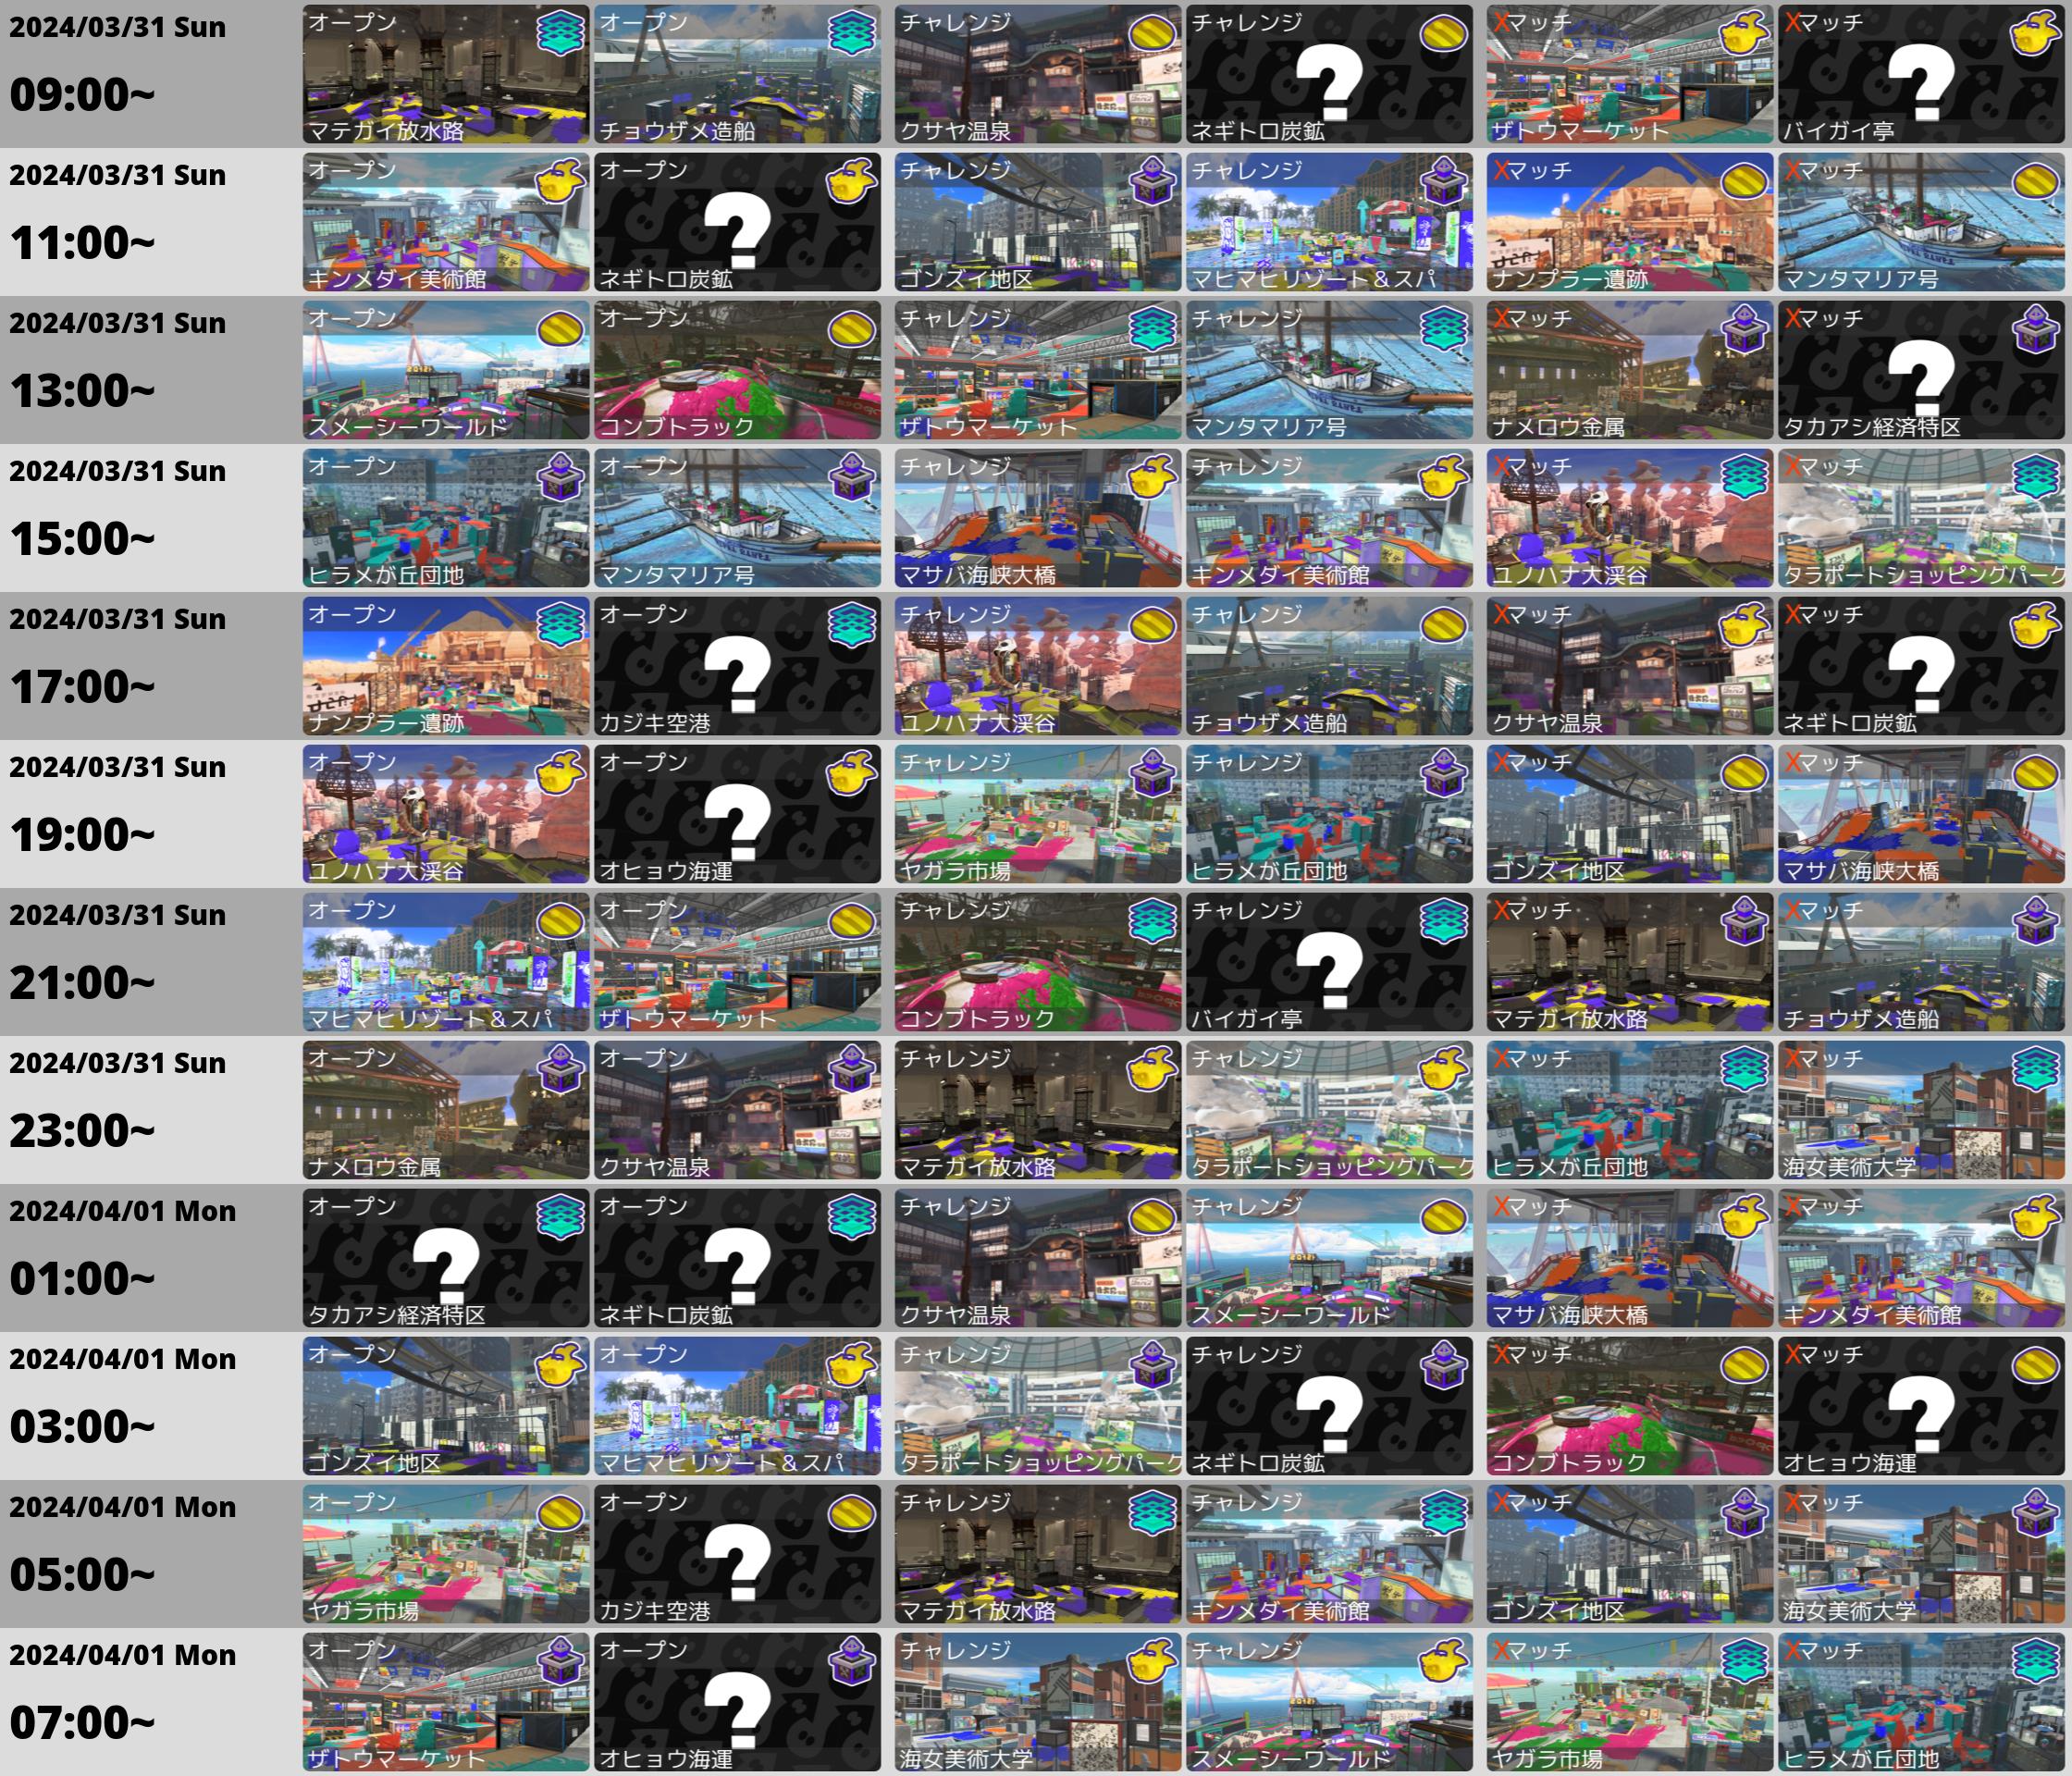 2024/03/31 Sun
09:00~
オープン
マテガイ放水路
オープン
チョウザメ造船
チャレンジ
クサヤ温泉
チャレンジ
ネギトロ炭鉱
Xマッチ
ザトウマーケット
Xマッチ
バイガイ亭
2024/03/31 Sun
11:00~
オープン
キンメダイ美術館
オープン
ネギトロ炭鉱
チャレンジ
ゴンズイ地区
チャレンジ
マヒマヒリゾート&スパ
Xマッチ
ナンプラー遺跡
Xマッチ
マンタマリア号
2024/03/31 Sun
13:00~
オープン
スメーシーワールド
オープン
コンブトラック
チャレンジ
ザトウマーケット
チャレンジ
マンタマリア号
Xマッチ
ナメロウ金属
Xマッチ
タカアシ経済特区
2024/03/31 Sun
15:00~
オープン
ヒラメが丘団地
オープン
マンタマリア号
チャレンジ
マサバ海峡大橋
チャレンジ
キンメダイ美術館
Xマッチ
ユノハナ大渓谷
Xマッチ
タラポートショッピングパーク
2024/03/31 Sun
17:00~
オープン
ナンプラー遺跡
オープン
カジキ空港
チャレンジ
ユノハナ大渓谷
チャレンジ
チョウザメ造船
Xマッチ
クサヤ温泉
Xマッチ
ネギトロ炭鉱
2024/03/31 Sun
19:00~
オープン
ユノハナ大渓谷
オープン
オヒョウ海運
チャレンジ
ヤガラ市場
チャレンジ
ヒラメが丘団地
Xマッチ
ゴンズイ地区
Xマッチ
マサバ海峡大橋
2024/03/31 Sun
21:00~
オープン
マヒマヒリゾート&スパ
オープン
ザトウマーケット
チャレンジ
コンブトラック
チャレンジ
バイガイ亭
Xマッチ
マテガイ放水路
Xマッチ
チョウザメ造船
2024/03/31 Sun
23:00~
オープン
ナメロウ金属
オープン
クサヤ温泉
チャレンジ
マテガイ放水路
チャレンジ
タラポートショッピングパーク
Xマッチ
ヒラメが丘団地
Xマッチ
海女美術大学
2024/04/01 Mon
01:00~
オープン
タカアシ経済特区
オープン
ネギトロ炭鉱
チャレンジ
クサヤ温泉
チャレンジ
スメーシーワールド
Xマッチ
マサバ海峡大橋
Xマッチ
キンメダイ美術館
2024/04/01 Mon
03:00~
オープン
ゴンズイ地区
オープン
マヒマヒリゾート&スパ
チャレンジ
タラポートショッピングパーク
チャレンジ
ネギトロ炭鉱
Xマッチ
コンブトラック
Xマッチ
オヒョウ海運
2024/04/01 Mon
05:00~
オープン
ヤガラ市場
オープン
カジキ空港
チャレンジ
マテガイ放水路
チャレンジ
キンメダイ美術館
Xマッチ
ゴンズイ地区
Xマッチ
海女美術大学
2024/04/01 Mon
07:00~
オープン
ザトウマーケット
オープン
オヒョウ海運
チャレンジ
海女美術大学
チャレンジ
スメーシーワールド
Xマッチ
ヤガラ市場
Xマッチ
ヒラメが丘団地